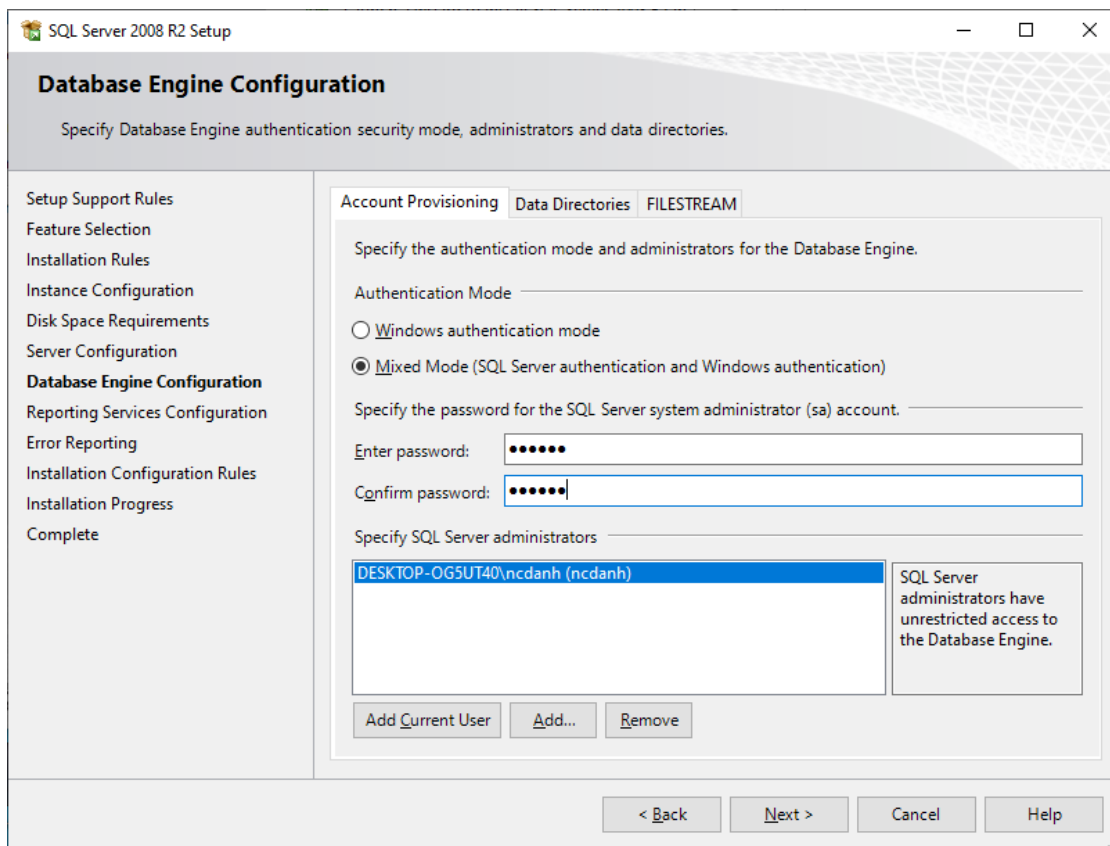 SQL Server 2008 R2 Setup
Database Engine Configuration
Specify Database Engine authentication security mode, administrators and data directories.
Setup Support Rules
Feature Selection
Installation Rules
Instance Configuration
Disk Space Requirements
Server Configuration
Database Engine Configuration
Reporting Services Configuration
Error Reporting
Installation Configuration Rules
Installation Progress
Complete
Account Provisioning Data Directories FILESTREAM
Specify the authentication mode and administrators for the Database Engine.
Authentication Mode
Windows authentication mode
Mixed Mode (SQL Server authentication and Windows authentication)
Specify the password for the SQL Server system administrator (sa) account.
Enter password: ●●●●●●
Confirm password: ●●●●●●
Specify SQL Server administrators
DESKTOP-OG5UT40\ncdanh (ncdanh)
SQL Server
administrators have
unrestricted access to
the Database Engine.
Add Current User Add... Remove
< Back Next > Cancel Help